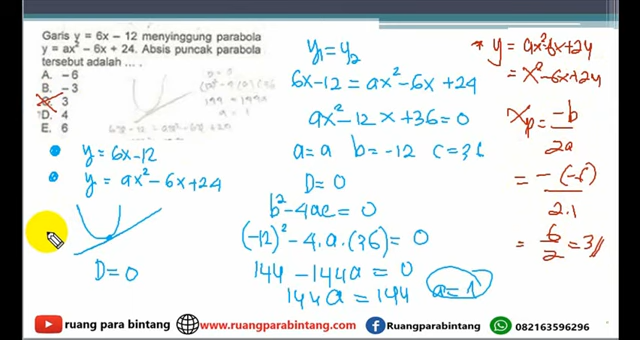 Garis y = 6x – 12 menyinggung parabola
y = ax² – 6x + 24. Absis puncak parabola
tersebut adalah ... .
A. –6
B. –3
C. 3
D. 4
E. 6
• y = 6x – 12
• y = ax² – 6x + 24
D = 0
y₁ = y₂
6x – 12 = ax² – 6x + 24
ax² – 12x + 36 = 0
a = a b = –12 c = 36
D = 0
b² – 4ac = 0
(–12)² – 4.a.(36) = 0
144 – 144a = 0
144a = 144 a = 1
* y = ax² – 6x + 24
= x² – 6x + 24
xp = –b / 2a
= –(–6) / 2.1
= 6/2 = 3//
ruang para bintang
www.ruangparabintang.com
Ruangparabintang
082163596296